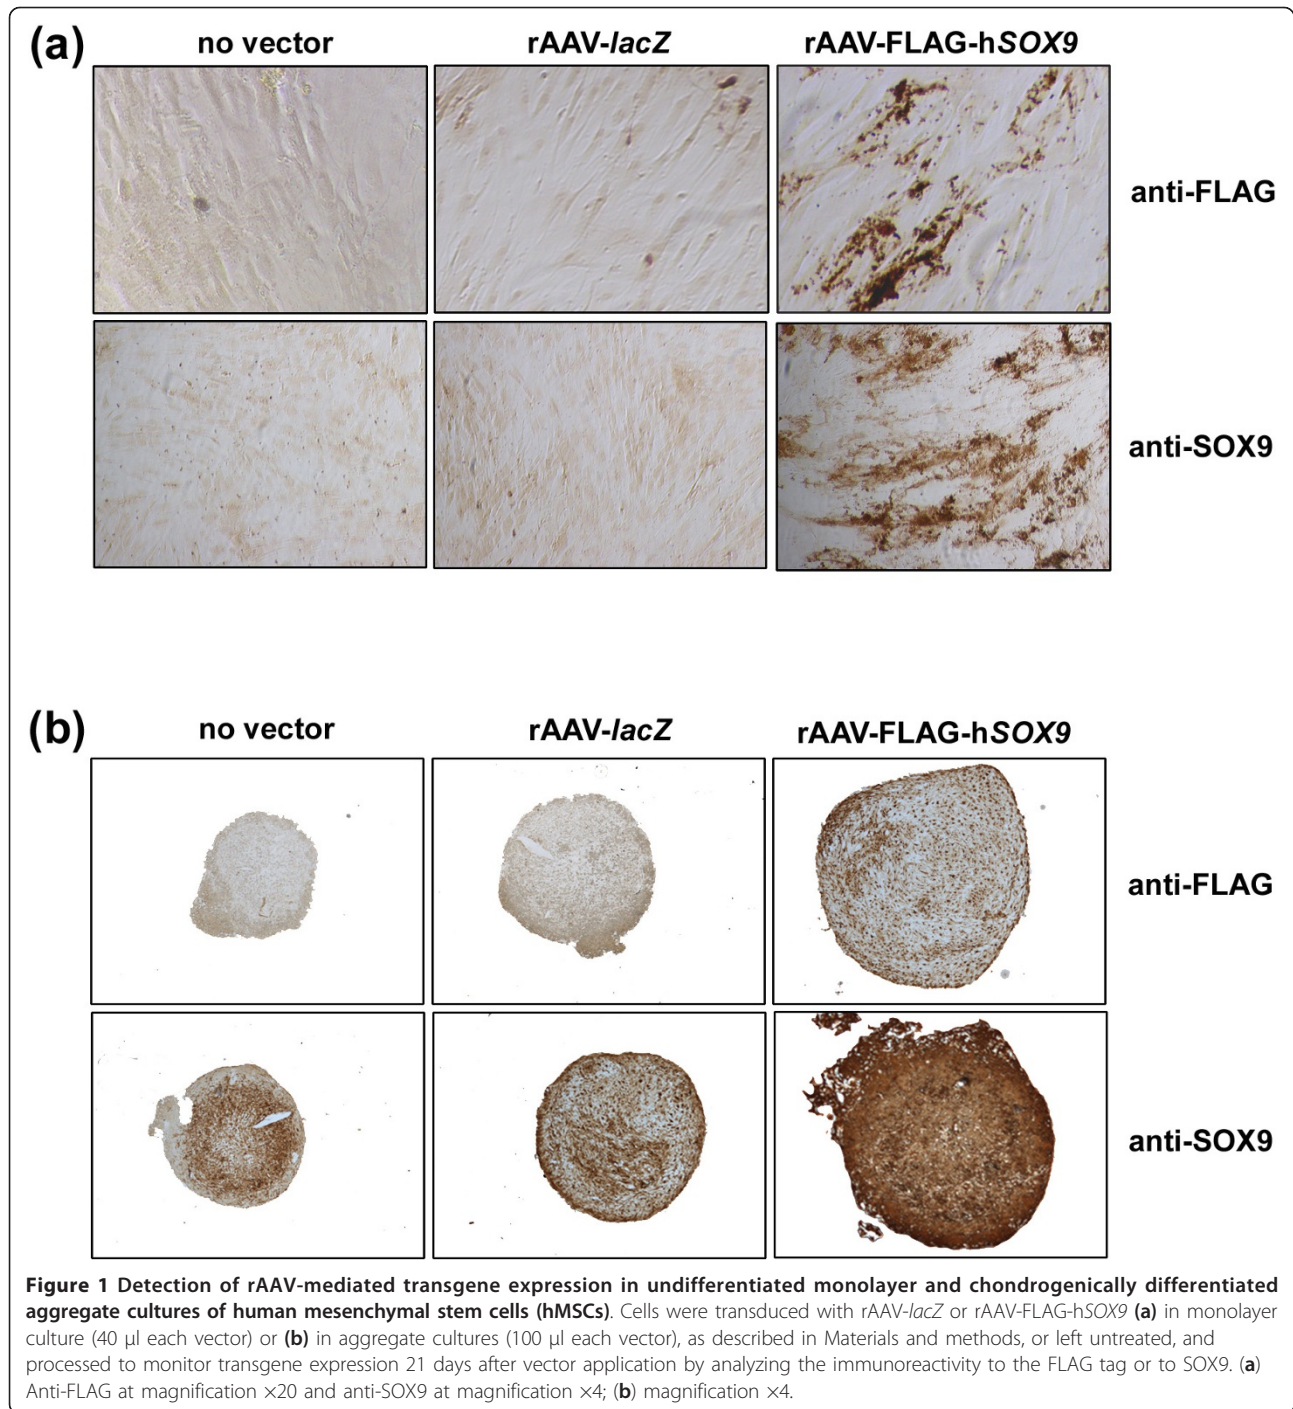 (a)
no vector
rAAV-lacZ
rAAV-FLAG-hSOX9
anti-FLAG
anti-SOX9
(b)
no vector
rAAV-lacZ
rAAV-FLAG-hSOX9
anti-FLAG
anti-SOX9
Figure 1 Detection of rAAV-mediated transgene expression in undifferentiated monolayer and chondrogenically differentiated
aggregate cultures of human mesenchymal stem cells (hMSCs). Cells were transduced with rAAV-lacZ or rAAV-FLAG-hSOX9 (a) in monolayer
culture (40 μl each vector) or (b) in aggregate cultures (100 μl each vector), as described in Materials and methods, or left untreated, and
processed to monitor transgene expression 21 days after vector application by analyzing the immunoreactivity to the FLAG tag or to SOX9. (a)
Anti-FLAG at magnification ×20 and anti-SOX9 at magnification ×4; (b) magnification ×4.